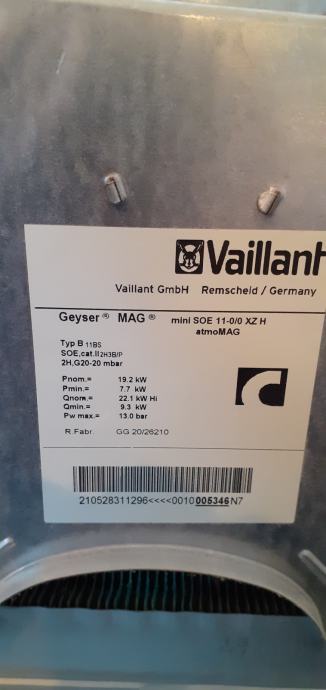 Vaillant
Vaillant GmbH Remscheid / Germany
Geyser ® MAG ® mini SOE 11-0/0 XZ H
atmoMAG
Typ B 11BS
SOE,cat.II2H3B/P
2H,G20-20 mbar
Pnom.= 19.2 kW
Pmin.= 7.7 kW
Qnom.= 22.1 kW Hi
Qmin.= 9.3 kW
Pw max.= 13.0 bar
R.Fabr. GG 20/26210
210528311296<<<<0010005346N7